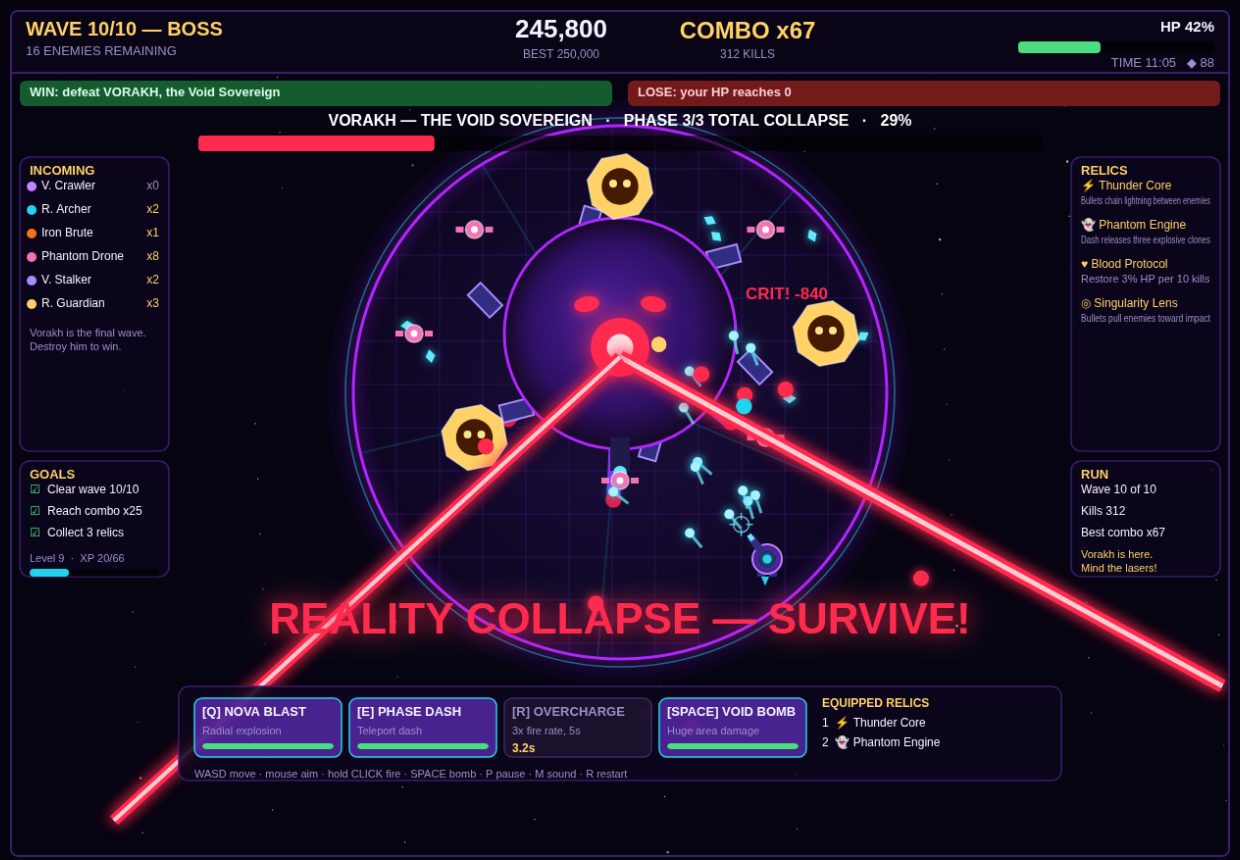 WAVE 10/10 — BOSS
16 ENEMIES REMAINING
245,800
BEST 250,000
COMBO x67
312 KILLS
HP 42%
TIME 11:05 ◆ 88
WIN: defeat VORAKH, the Void Sovereign
LOSE: your HP reaches 0
VORAKH — THE VOID SOVEREIGN · PHASE 3/3 TOTAL COLLAPSE · 29%
INCOMING
V. Crawler x0
R. Archer x2
Iron Brute x1
Phantom Drone x8
V. Stalker x2
R. Guardian x3
Vorakh is the final wave.
Destroy him to win.
GOALS
☑ Clear wave 10/10
☑ Reach combo x25
☑ Collect 3 relics
Level 9 · XP 20/66
CRIT! -840
RELICS
⚡ Thunder Core
Bullets chain lightning between enemies
👻 Phantom Engine
Dash releases three explosive clones
♥ Blood Protocol
Restore 3% HP per 10 kills
◎ Singularity Lens
Bullets pull enemies toward impact
RUN
Wave 10 of 10
Kills 312
Best combo x67
Vorakh is here.
Mind the lasers!
REALITY COLLAPSE — SURVIVE!
[Q] NOVA BLAST
Radial explosion
[E] PHASE DASH
Teleport dash
[R] OVERCHARGE
3x fire rate, 5s
3.2s
[SPACE] VOID BOMB
Huge area damage
EQUIPPED RELICS
1 ⚡ Thunder Core
2 👻 Phantom Engine
WASD move · mouse aim · hold CLICK fire · SPACE bomb · P pause · M sound · R restart